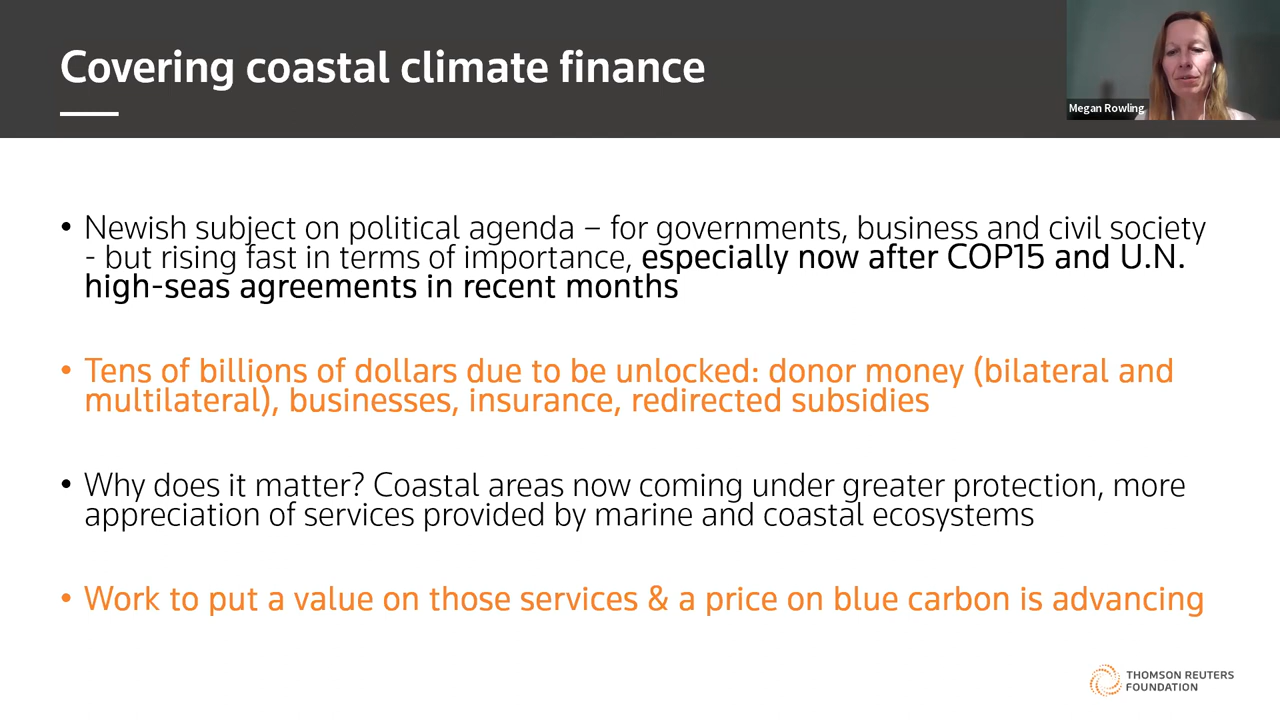 Covering coastal climate finance
Megan Rowling
• Newish subject on political agenda – for governments, business and civil society
- but rising fast in terms of importance, especially now after COP15 and U.N.
high-seas agreements in recent months
• Tens of billions of dollars due to be unlocked: donor money (bilateral and
multilateral), businesses, insurance, redirected subsidies
• Why does it matter? Coastal areas now coming under greater protection, more
appreciation of services provided by marine and coastal ecosystems
• Work to put a value on those services & a price on blue carbon is advancing
THOMSON REUTERS
FOUNDATION